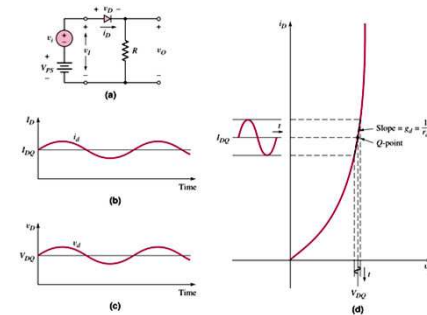 + v_D -
+
i_D
+
v_i
+
-
v_I
R
v_O
+
V_PS
-
-
-
(a)
I_D
i_d
I_DQ
Time
(b)
v_D
v_d
V_DQ
Time
(c)
i_D
t
I_DQ
Slope = g_d = 1
r
Q-point
t
V_DQ
(d)